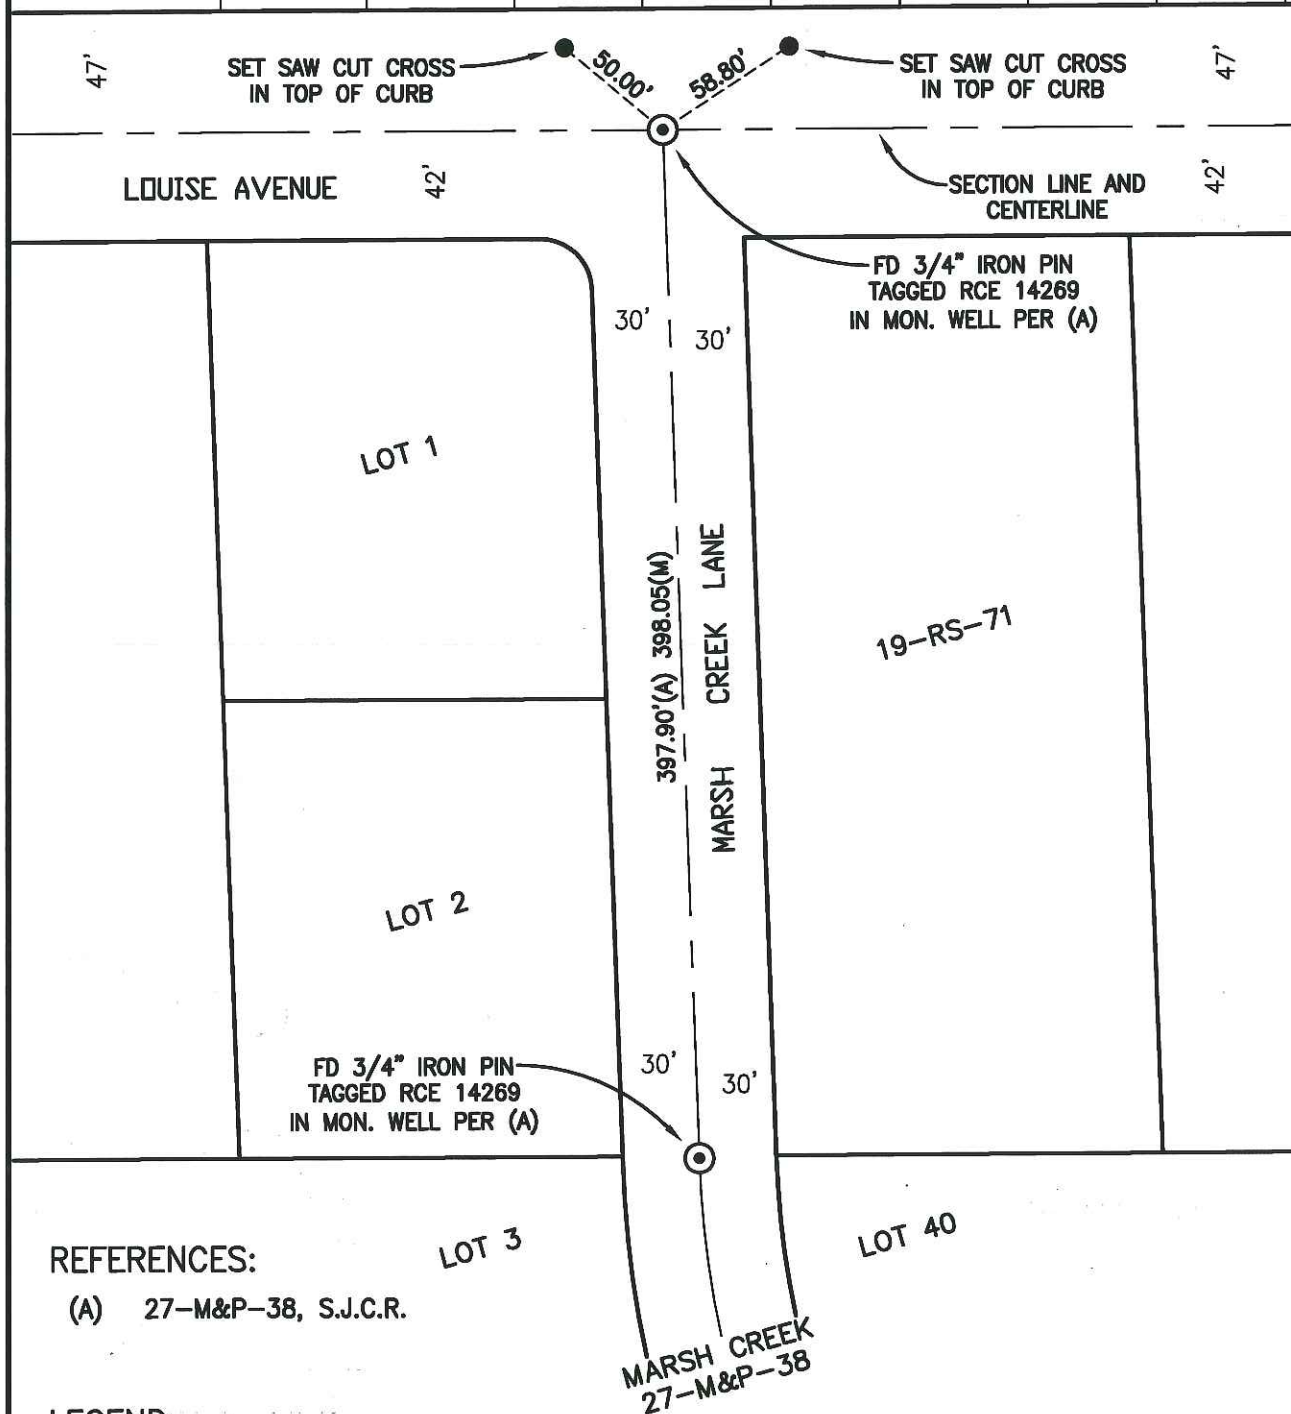 47'
SET SAW CUT CROSS
IN TOP OF CURB
50.00'
58.80'
SET SAW CUT CROSS
IN TOP OF CURB
47'
LOUISE AVENUE
42'
SECTION LINE AND
CENTERLINE
42'
FD 3/4" IRON PIN
TAGGED RCE 14269
IN MON. WELL PER (A)
30'
30'
LOT 1
397.90'(A) 398.05(M)
MARSH CREEK LANE
19-RS-71
LOT 2
FD 3/4" IRON PIN
TAGGED RCE 14269
IN MON. WELL PER (A)
30'
30'
REFERENCES:
(A) 27-M&P-38, S.J.C.R.
LOT 3
LOT 40
MARSH CREEK
27-M&P-38